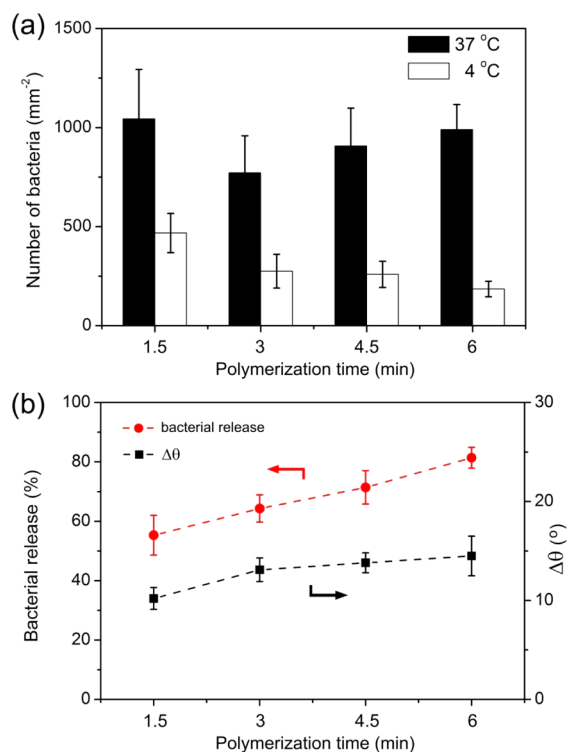 (a)
1500
1000
500
0
Number of bacteria (mm⁻²)
37 °C
4 °C
1.5 3 4.5 6
Polymerization time (min)
(b)
100
80
60
40
20
0
Bacterial release (%)
bacterial release
Δθ
30
20
10
0
Δθ (°)
1.5 3 4.5 6
Polymerization time (min)